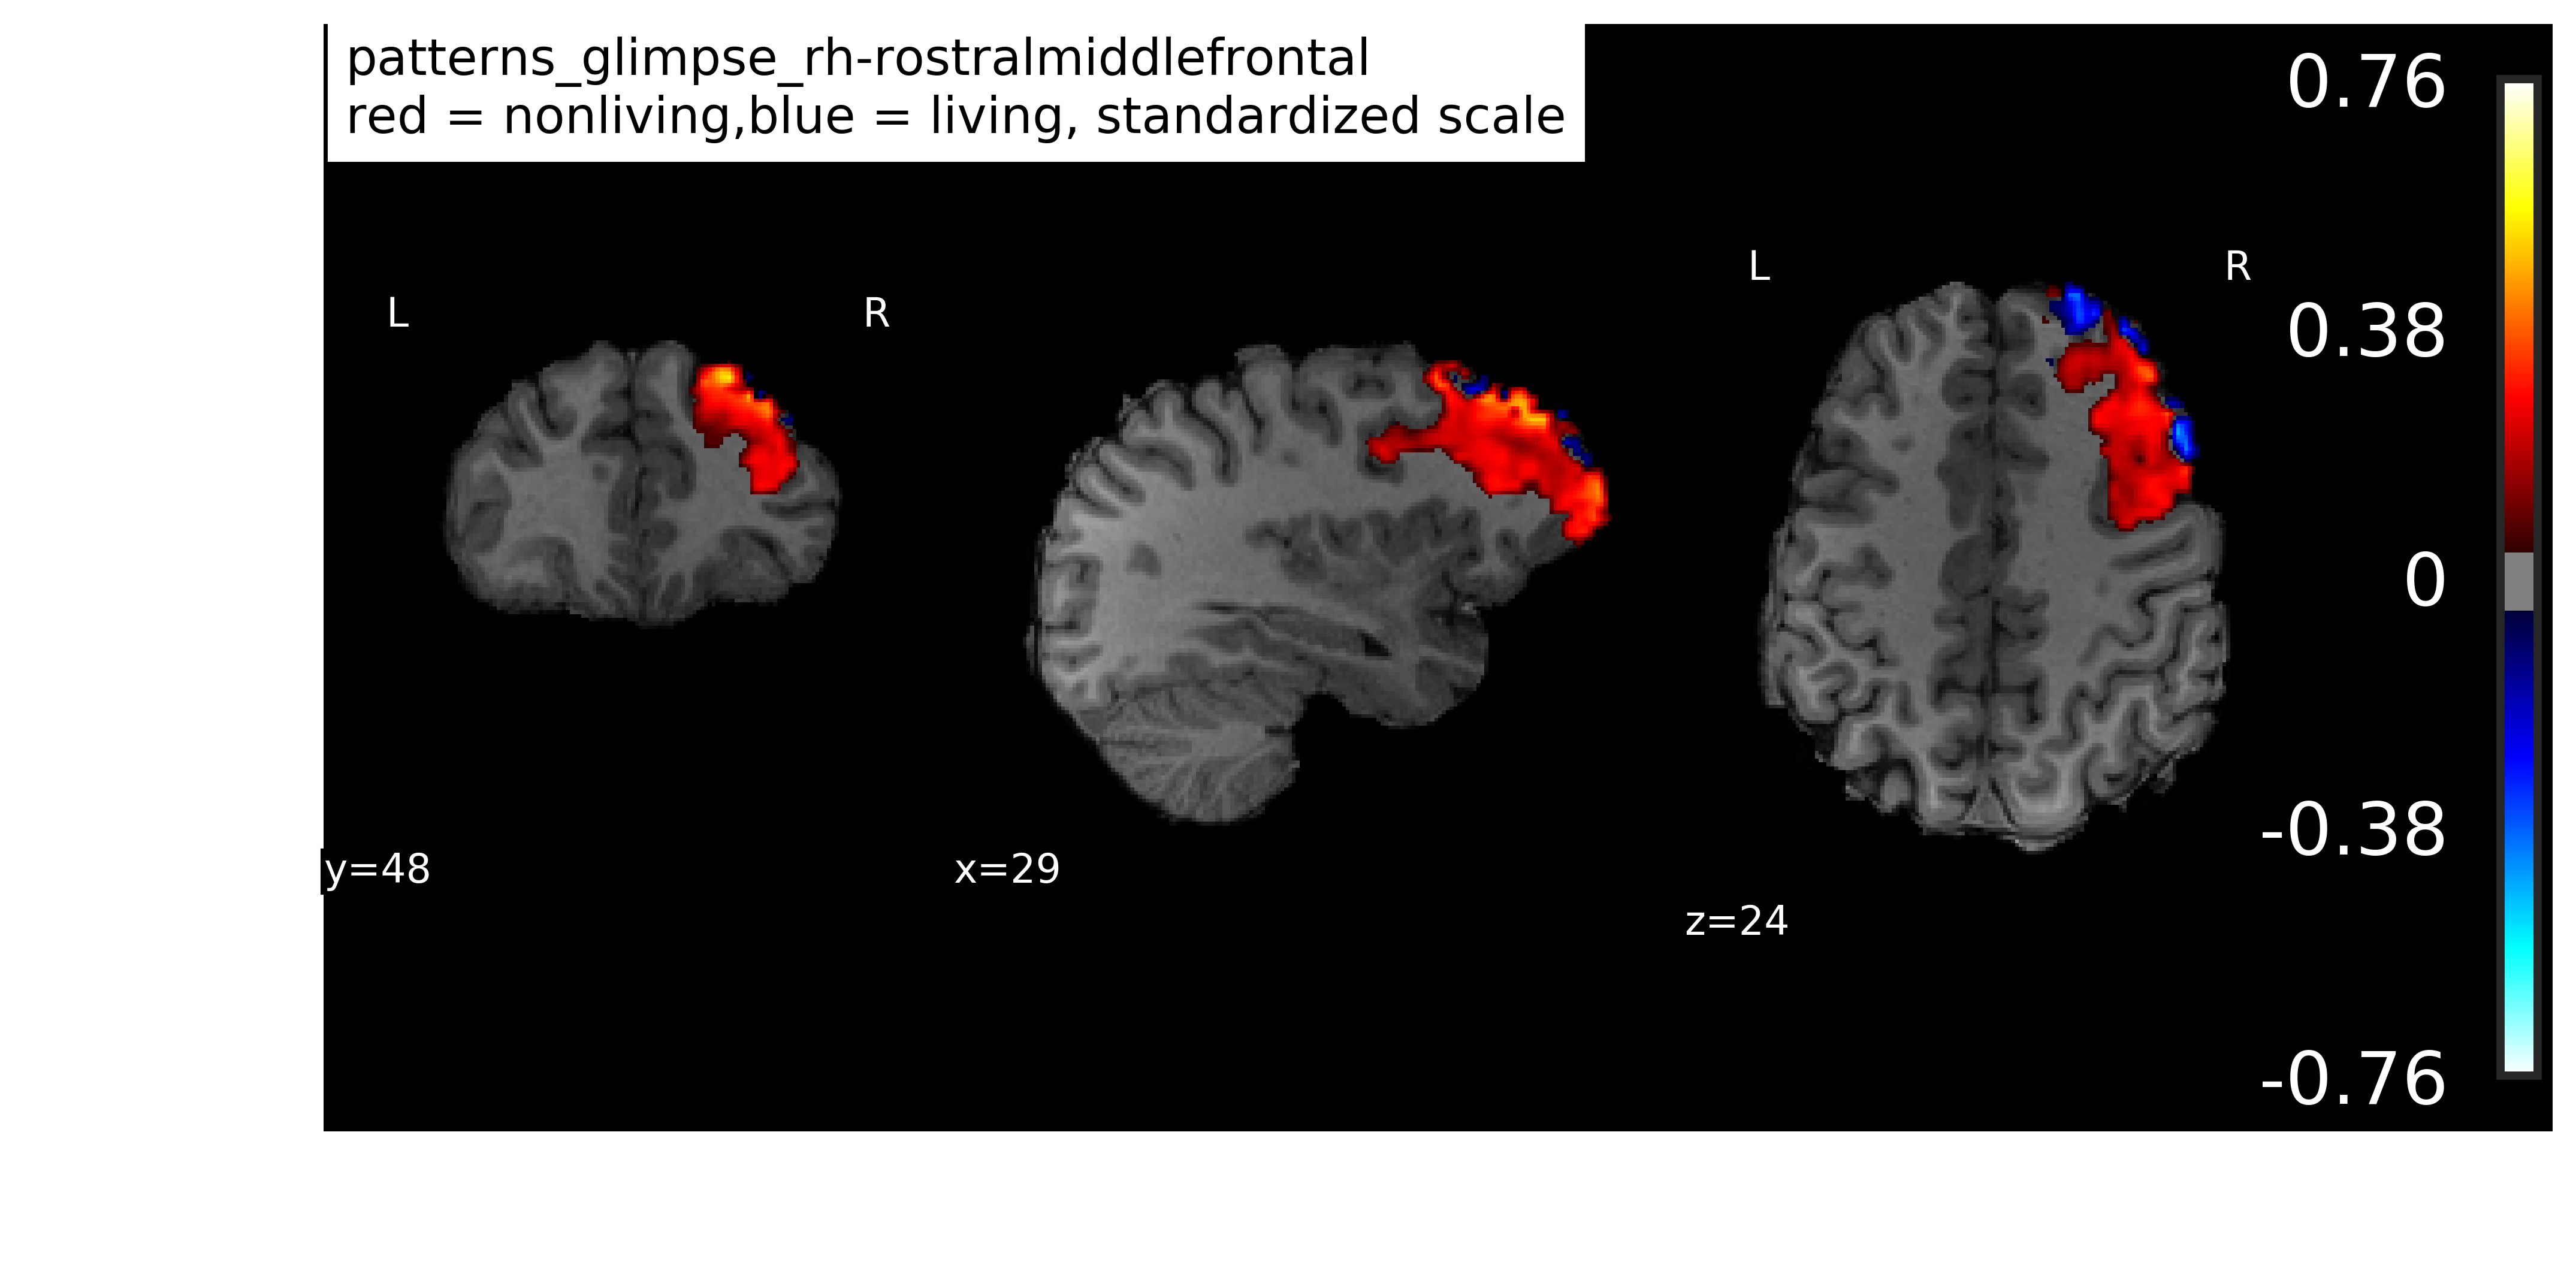 patterns_glimpse_rh-rostralmiddlefrontal
red = nonliving,blue = living, standardized scale
L
R
y=48
x=29
L
R
z=24
0.76
0.38
0
-0.38
-0.76